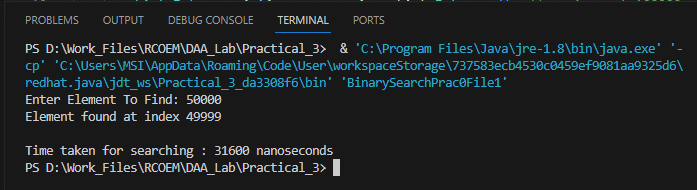 PROBLEMS OUTPUT DEBUG CONSOLE TERMINAL PORTS
PS D:\Work_Files\RCOEM\DAA_Lab\Practical_3> & 'C:\Program Files\Java\jre-1.8\bin\java.exe' '-
cp' 'C:\Users\MSI\AppData\Roaming\Code\User\workspaceStorage\737583ecb4530c0459ef9081aa9325d6\
redhat.java\jdt_ws\Practical_3_da3308f6\bin' 'BinarySearchPrac0File1'
Enter Element To Find: 50000
Element found at index 49999
Time taken for searching : 31600 nanoseconds
PS D:\Work_Files\RCOEM\DAA_Lab\Practical_3>